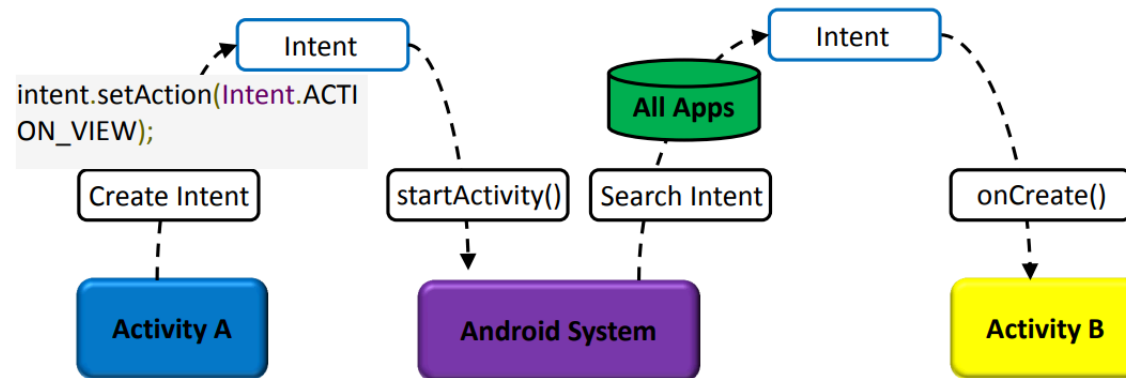 Intent
Intent
intent.setAction(Intent.ACTI
ON_VIEW);
All Apps
Create Intent
startActivity()
Search Intent
onCreate()
Activity A
Android System
Activity B